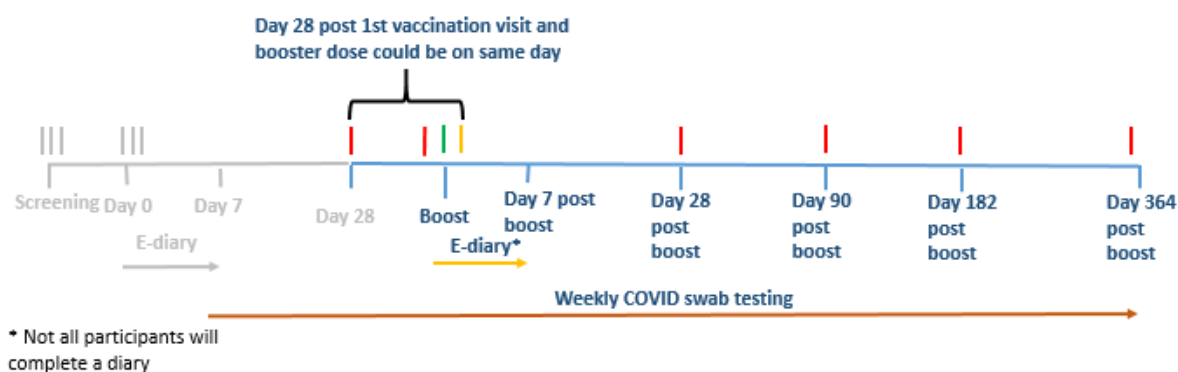 Day 28 post 1st vaccination visit and
booster dose could be on same day
Screening
Day 0
Day 7
Day 28
Boost
Day 7 post
boost
Day 28
post
boost
Day 90
post
boost
Day 182
post
boost
Day 364
post
boost
E-diary
E-diary*
Weekly COVID swab testing
* Not all participants will
complete a diary